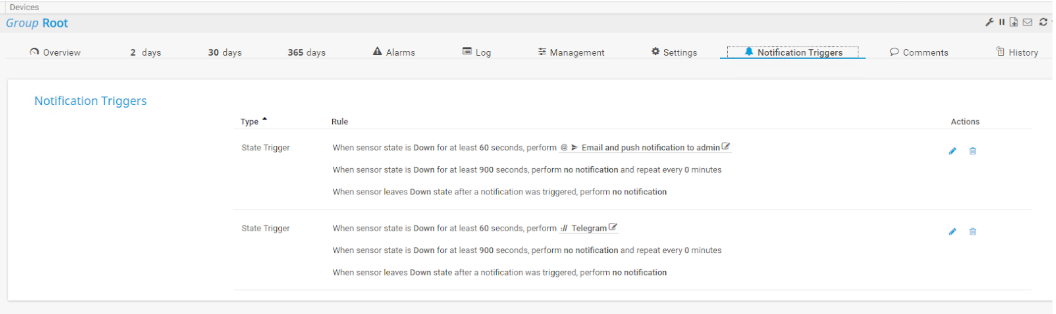 Devices
Group Root
Overview 2 days 30 days 365 days Alarms Log Management Settings Notification Triggers Comments History
Notification Triggers
Type Rule Actions
State Trigger When sensor state is Down for at least 60 seconds, perform @ Email and push notification to admin
When sensor state is Down for at least 900 seconds, perform no notification and repeat every 0 minutes
When sensor leaves Down state after a notification was triggered, perform no notification
State Trigger When sensor state is Down for at least 60 seconds, perform :// Telegram
When sensor state is Down for at least 900 seconds, perform no notification and repeat every 0 minutes
When sensor leaves Down state after a notification was triggered, perform no notification